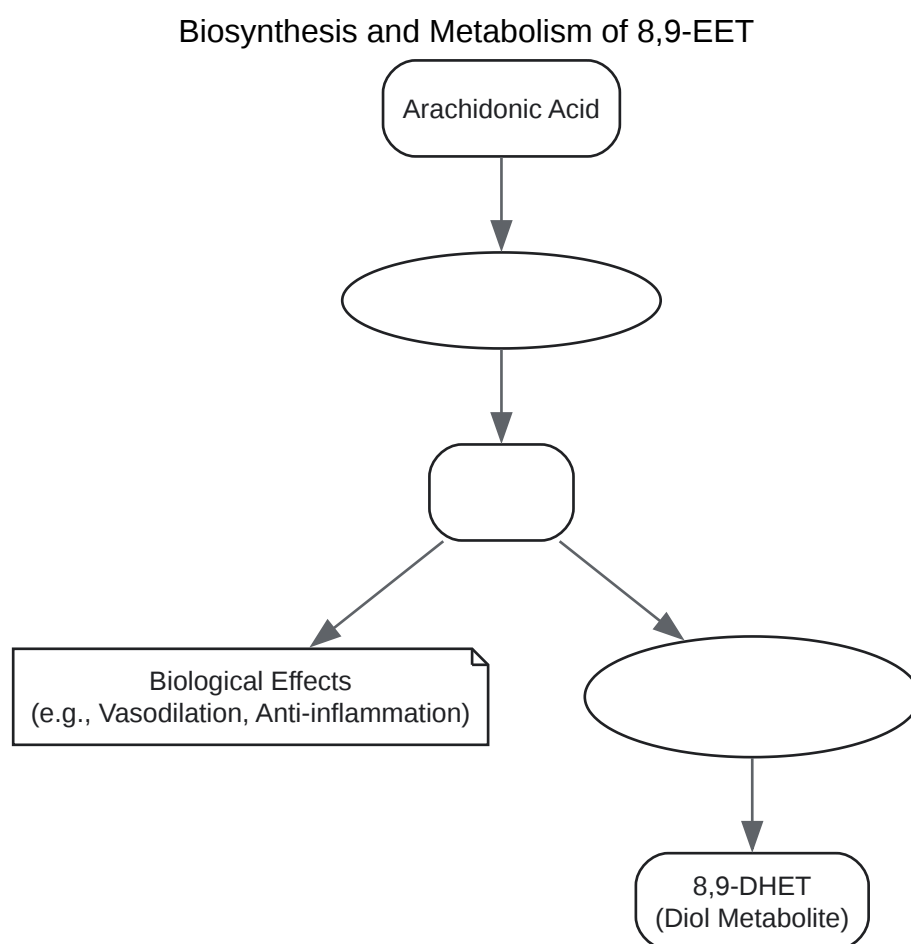 Biosynthesis and Metabolism of 8,9-EET
Arachidonic Acid
Biological Effects
(e.g., Vasodilation, Anti-inflammation)
8,9-DHET
(Diol Metabolite)